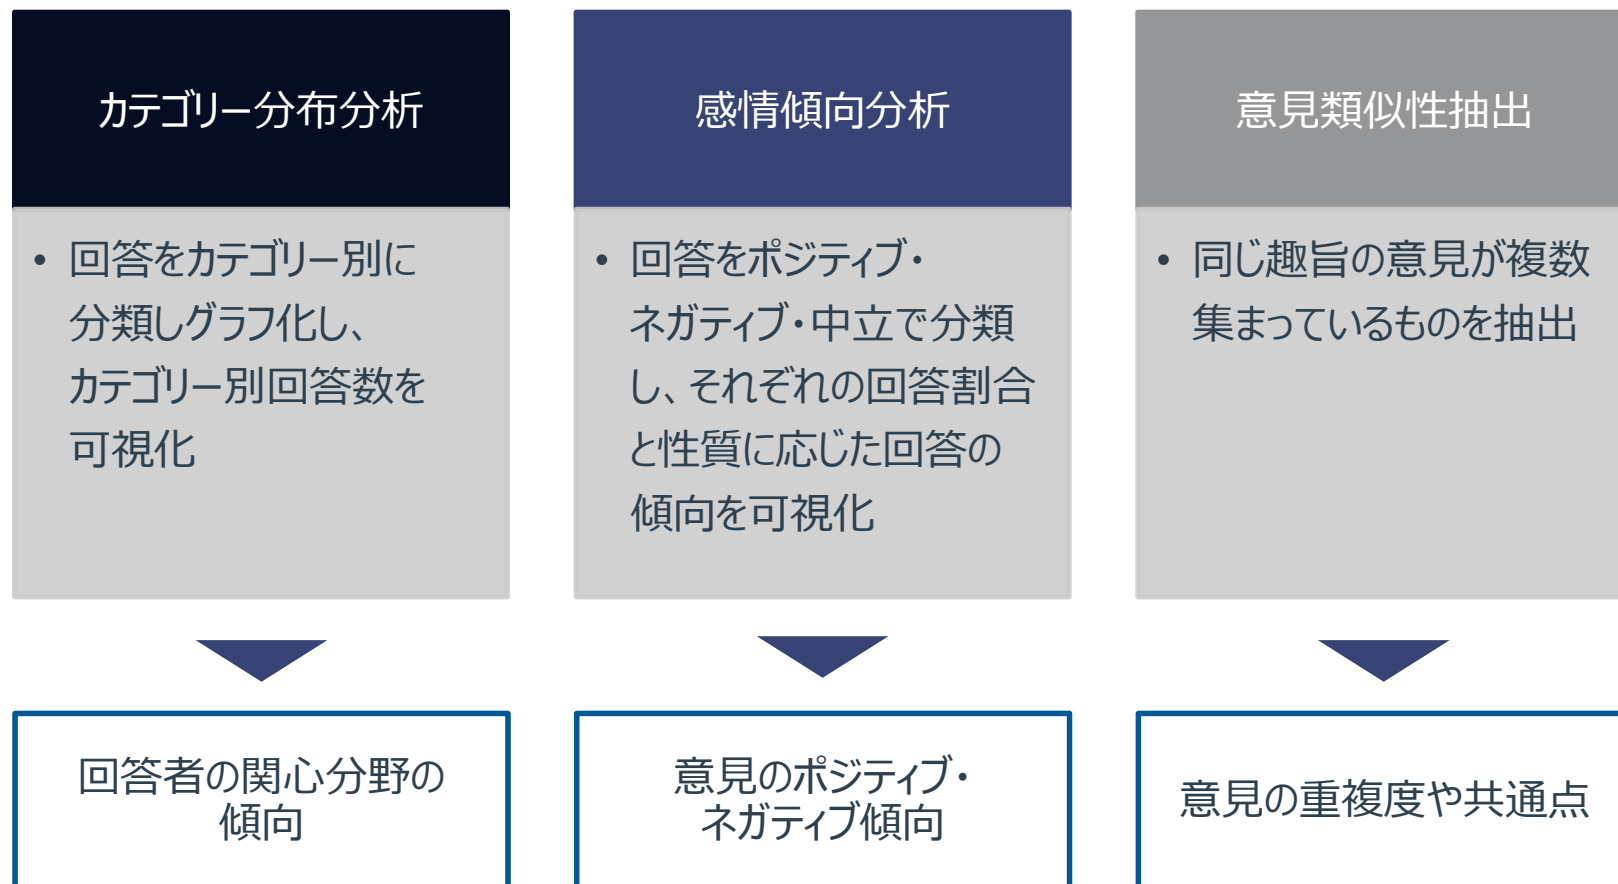 カテゴリー分布分析
• 回答をカテゴリー別に
分類しグラフ化し、
カテゴリー別回答数を
可視化
回答者の関心分野の
傾向
感情傾向分析
• 回答をポジティブ・
ネガティブ・中立で分類
し、それぞれの回答割合
と性質に応じた回答の
傾向を可視化
意見のポジティブ・
ネガティブ傾向
意見類似性抽出
• 同じ趣旨の意見が複数
集まっているものを抽出
意見の重複度や共通点